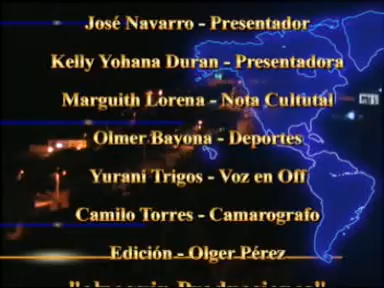 José Navarro - Presentador
Kelly Yohana Duran - Presentadora
Marguith Lorena - Nota Cultutal
Olmer Bayona - Deportes
Yurani Trigos - Voz en Off
Camilo Torres - Camarografo
Edición - Olger Pérez